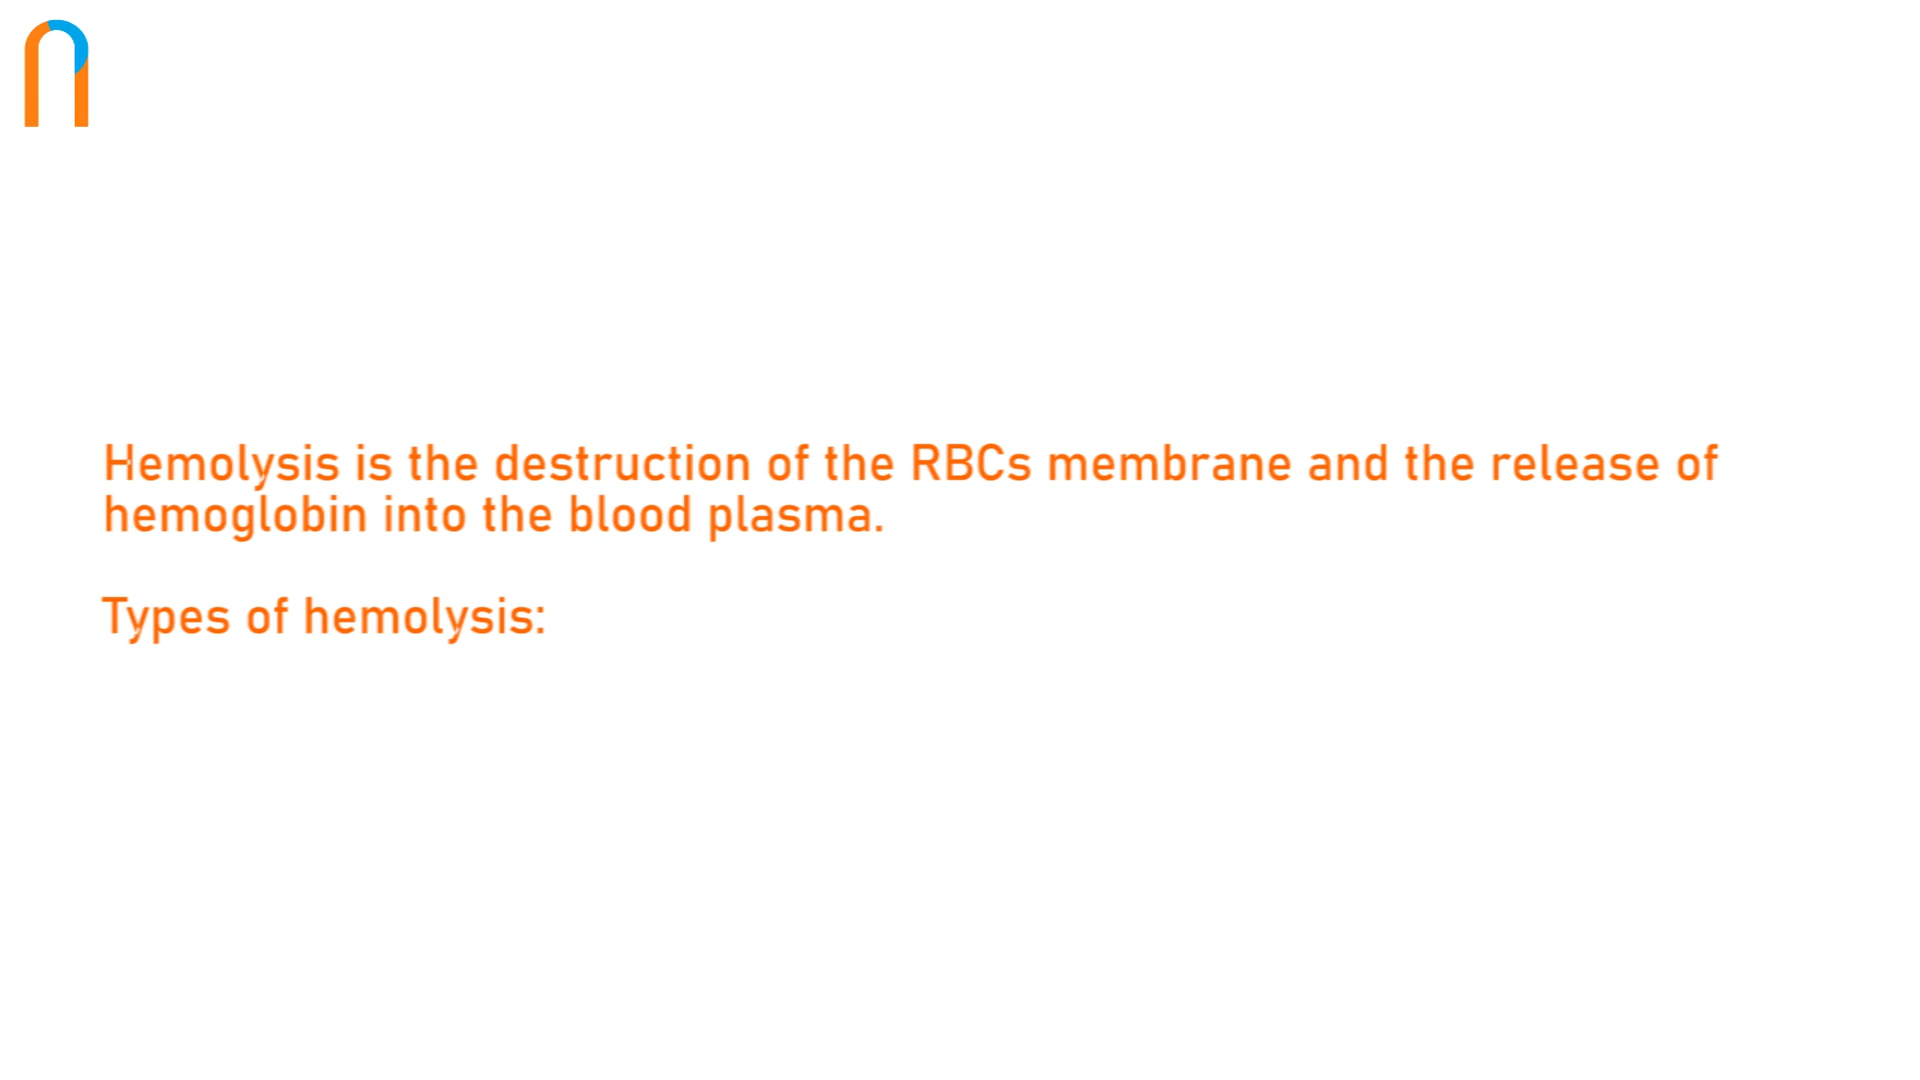 Hemolysis is the destruction of the RBCs membrane and the release of
hemoglobin into the blood plasma.
Types of hemolysis: